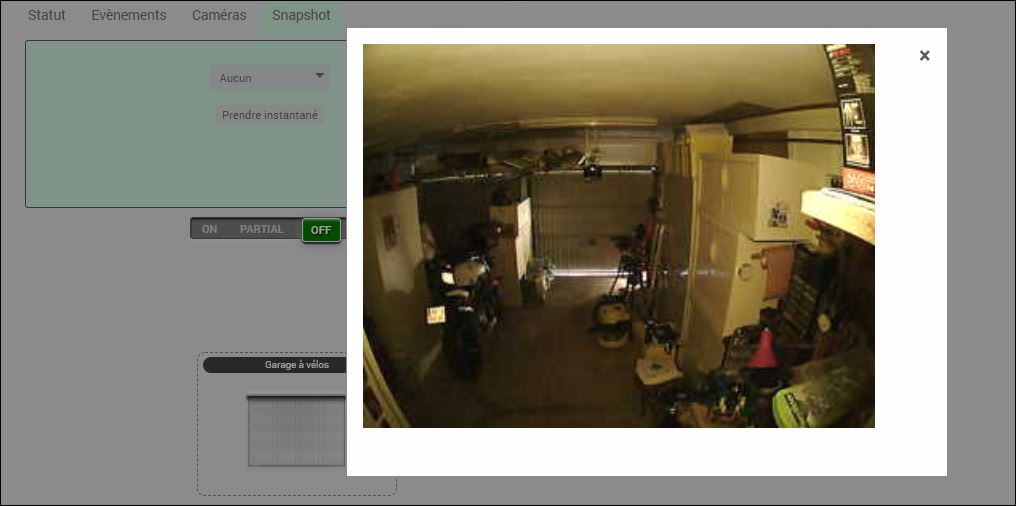 Statut Evènements Caméras Snapshot
Aucun
Prendre instantané
ON PARTIAL OFF
Garage à vélos